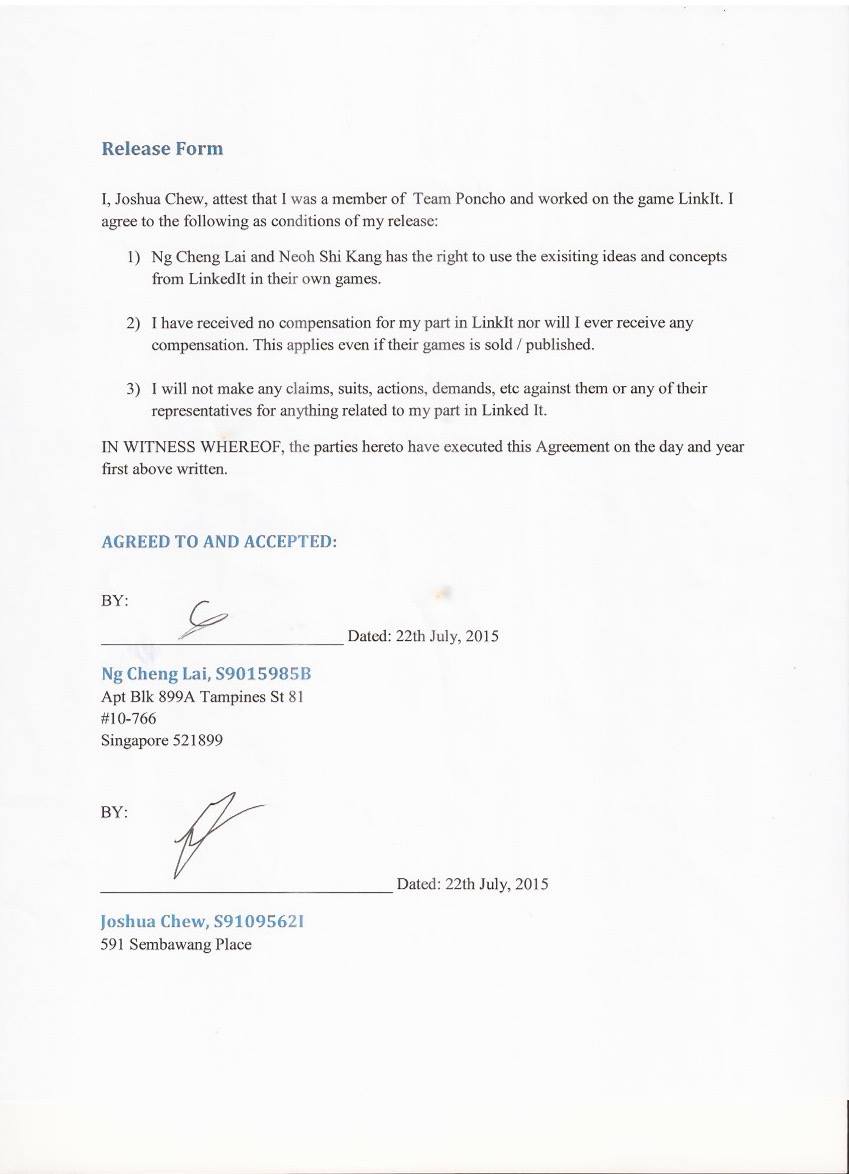 Release Form
I, Joshua Chew, attest that I was a member of Team Poncho and worked on the game LinkIt. I
agree to the following as conditions of my release:
1) Ng Cheng Lai and Neoh Shi Kang has the right to use the exisiting ideas and concepts
from LinkedIt in their own games.
2) I have received no compensation for my part in LinkIt nor will I ever receive any
compensation. This applies even if their games is sold / published.
3) I will not make any claims, suits, actions, demands, etc against them or any of their
representatives for anything related to my part in Linked It.
IN WITNESS WHEREOF, the parties hereto have executed this Agreement on the day and year
first above written.
AGREED TO AND ACCEPTED:
BY:
Dated: 22th July, 2015
Ng Cheng Lai, S9015985B
Apt Blk 899A Tampines St 81
#10-766
Singapore 521899
BY:
Dated: 22th July, 2015
Joshua Chew, S9109562I
591 Sembawang Place